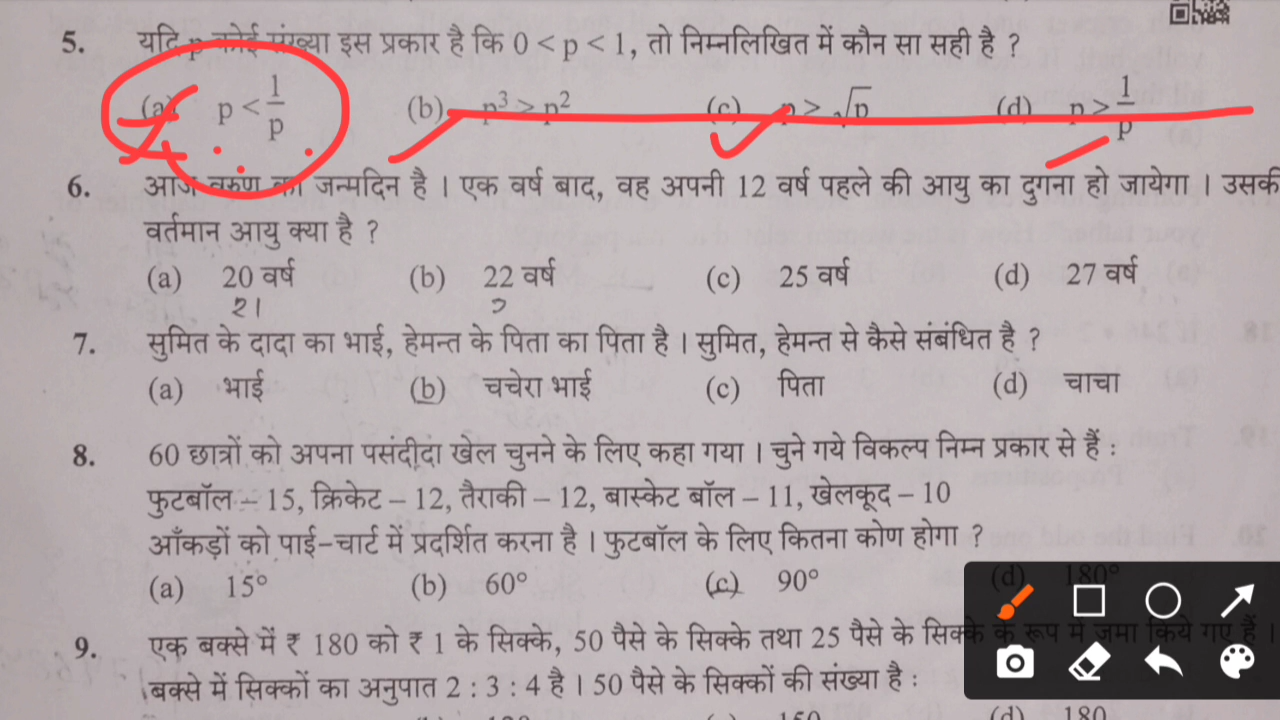 5. यदि p कोई संख्या इस प्रकार है कि 0 < p < 1, तो निम्नलिखित में कौन सा सही है ?
(a) p < 1/p (b) p³ > p² (c) p > √p (d) p > 1/p
6. आज वरुण का जन्मदिन है । एक वर्ष बाद, वह अपनी 12 वर्ष पहले की आयु का दुगना हो जायेगा । उसकी
वर्तमान आयु क्या है ?
(a) 20 वर्ष (b) 22 वर्ष (c) 25 वर्ष (d) 27 वर्ष
21
7. सुमित के दादा का भाई, हेमन्त के पिता का पिता है । सुमित, हेमन्त से कैसे संबंधित है ?
(a) भाई (b) चचेरा भाई (c) पिता (d) चाचा
8. 60 छात्रों को अपना पसंदीदा खेल चुनने के लिए कहा गया । चुने गये विकल्प निम्न प्रकार से हैं :
फुटबॉल – 15, क्रिकेट – 12, तैराकी – 12, बास्केट बॉल – 11, खेलकूद – 10
आँकड़ों को पाई-चार्ट में प्रदर्शित करना है । फुटबॉल के लिए कितना कोण होगा ?
(a) 15° (b) 60° (c) 90° (d) 180°
9. एक बक्से में ₹ 180 को ₹ 1 के सिक्के, 50 पैसे के सिक्के तथा 25 पैसे के सिक्के के रूप में जमा किये गए हैं ।
बक्से में सिक्कों का अनुपात 2 : 3 : 4 है । 50 पैसे के सिक्कों की संख्या है :
150 (d) 180